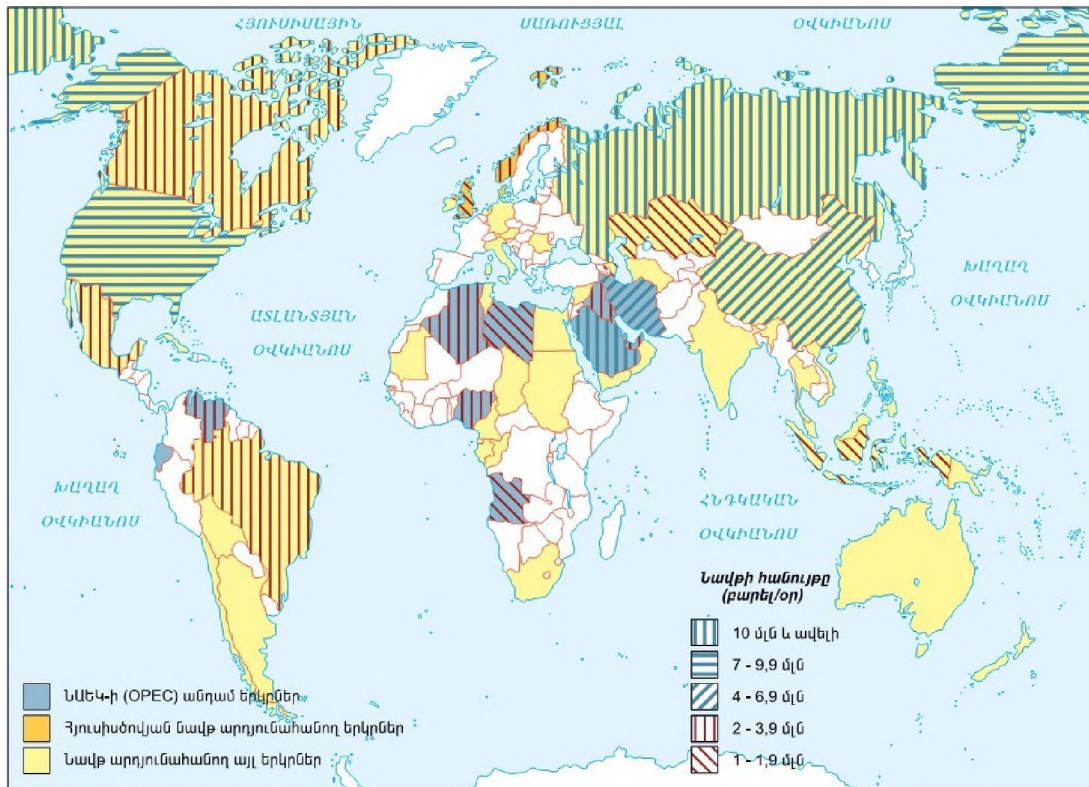 ՀՅՈՒՍԻՍԱՅԻՆ ՍԱՌՈՒՑՅԱԼ ՕՎԿԻԱՆՈՍ
ԽԱՂԱՂ
ՕՎԿԻԱՆՈՍ
ԱՏԼԱՆՏՅԱՆ
ՕՎԿԻԱՆՈՍ
ԽԱՂԱՂ
ՕՎԿԻԱՆՈՍ
ՀՆԴԿԱԿԱՆ
ՕՎԿԻԱՆՈՍ
Նավթի հանույթը
(բարել/օր)
10 մլն և ավելի
7 - 9,9 մլն
4 - 6,9 մլն
2 - 3,9 մլն
1 - 1,9 մլն
ՆԱԵԿ-ի (OPEC) անդամ երկրներ
Հյուսիսծովյան նավթ արդյունահանող երկրներ
Նավթ արդյունահանող այլ երկրներ